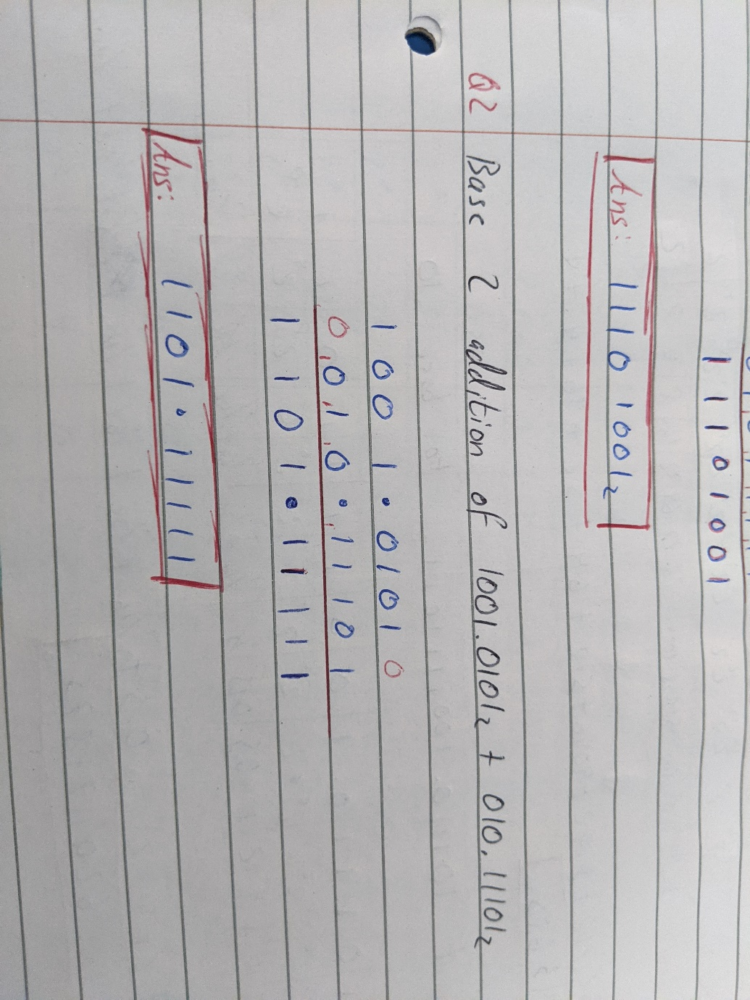 1 1 1 0 1 0 0 1
Ans: 1110 1001₂
Q2 Base 2 addition of 1001.0101₂ + 010.11101₂
1 0 0 1 . 0 1 0 1 0
0 0 1 0 . 1 1 1 0 1
1 1 0 1 . 1 1 1 1 1
Ans: 1101.11111